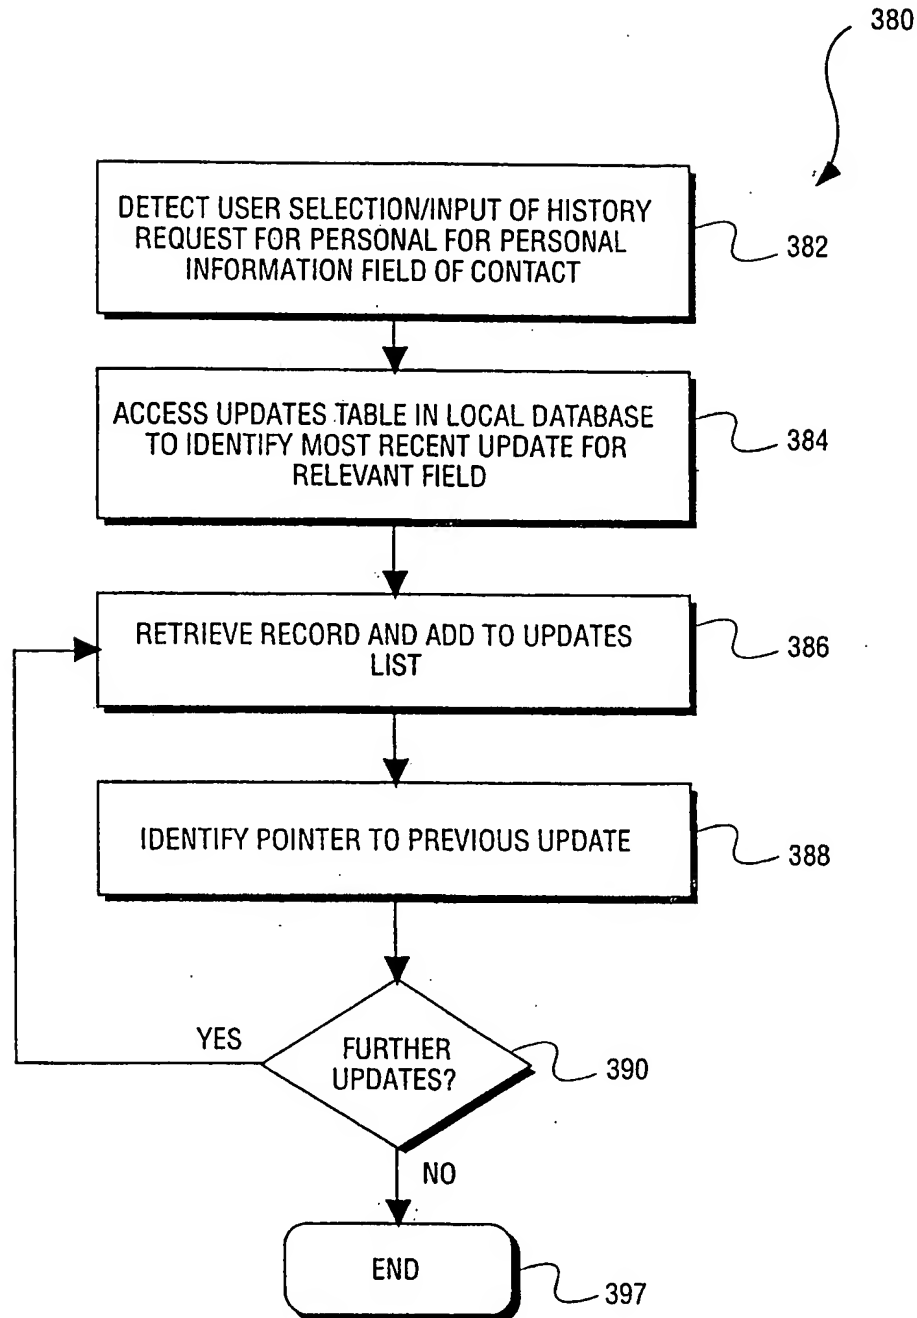 380
DETECT USER SELECTION/INPUT OF HISTORY
REQUEST FOR PERSONAL FOR PERSONAL
INFORMATION FIELD OF CONTACT
382
ACCESS UPDATES TABLE IN LOCAL DATABASE
TO IDENTIFY MOST RECENT UPDATE FOR
RELEVANT FIELD
384
RETRIEVE RECORD AND ADD TO UPDATES
LIST
386
IDENTIFY POINTER TO PREVIOUS UPDATE
388
YES
FURTHER
UPDATES?
390
NO
END
397